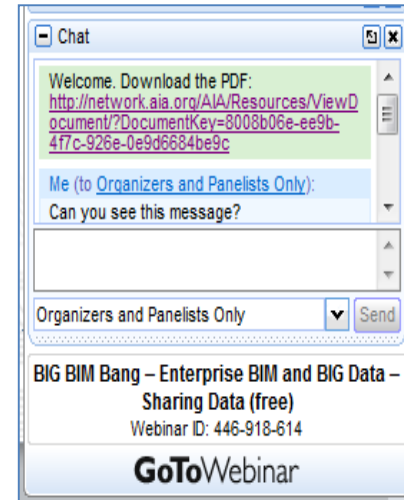 Chat
Welcome. Download the PDF:
http://network.aia.org/AIA/Resources/ViewD
ocument/?DocumentKey=8008b06e-ee9b-
4f7c-926e-0e9d6684be9c
Me (to Organizers and Panelists Only):
Can you see this message?
Organizers and Panelists Only
Send
BIG BIM Bang – Enterprise BIM and BIG Data –
Sharing Data (free)
Webinar ID: 446-918-614
GoToWebinar